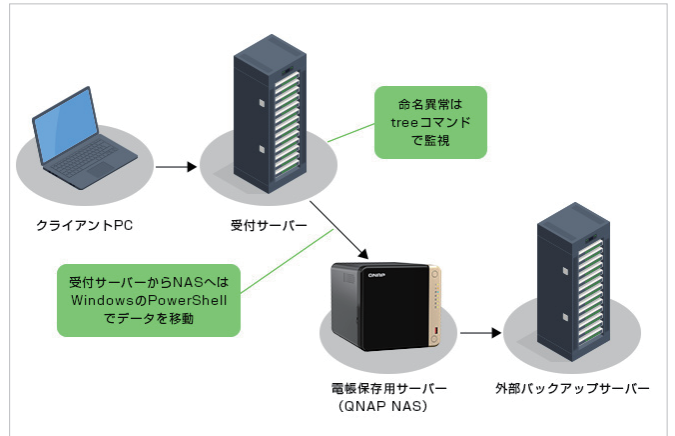 命名異常は
treeコマンド
で監視
クライアントPC
受付サーバー
受付サーバーからNASへは
WindowsのPowerShell
でデータを移動
QNAP
電帳保存用サーバー
（QNAP NAS）
外部バックアップサーバー